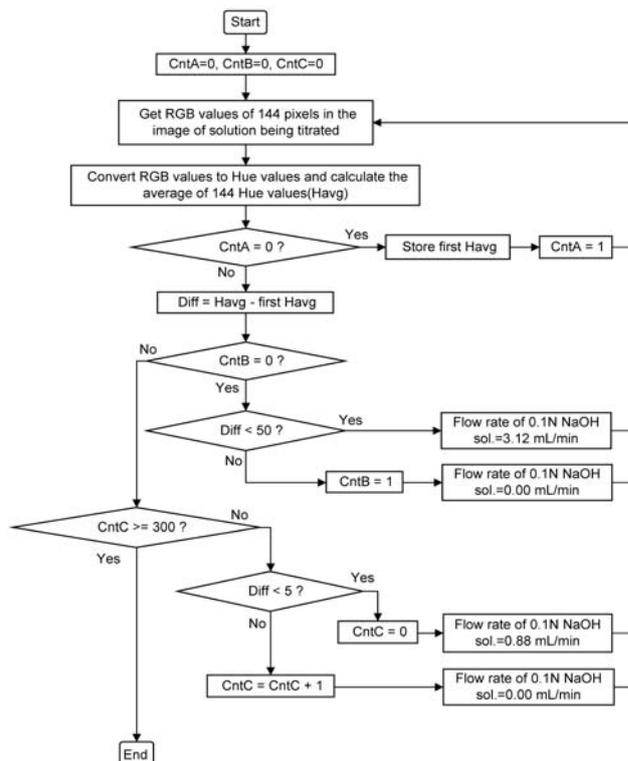 Start
CntA=0, CntB=0, CntC=0
Get RGB values of 144 pixels in the
image of solution being titrated
Convert RGB values to Hue values and calculate the
average of 144 Hue values(Havg)
CntA = 0 ?
Yes
Store first Havg
CntA = 1
No
Diff = Havg - first Havg
No
CntB = 0 ?
Yes
Diff < 50 ?
Yes
Flow rate of 0.1N NaOH
sol.=3.12 mL/min
No
CntB = 1
Flow rate of 0.1N NaOH
sol.=0.00 mL/min
CntC >= 300 ?
No
Yes
Diff < 5 ?
Yes
CntC = 0
Flow rate of 0.1N NaOH
sol.=0.88 mL/min
No
CntC = CntC + 1
Flow rate of 0.1N NaOH
sol.=0.00 mL/min
End